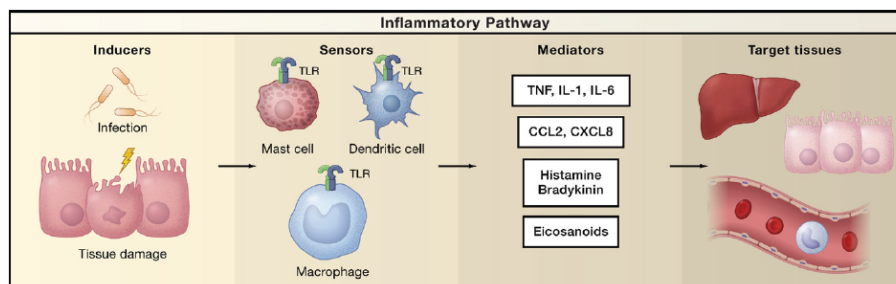 Inflammatory Pathway
Inducers
Infection
Tissue damage
Sensors
TLR
TLR
Mast cell
Dendritic cell
TLR
Macrophage
Mediators
TNF, IL-1, IL-6
CCL2, CXCL8
Histamine
Bradykinin
Eicosanoids
Target tissues